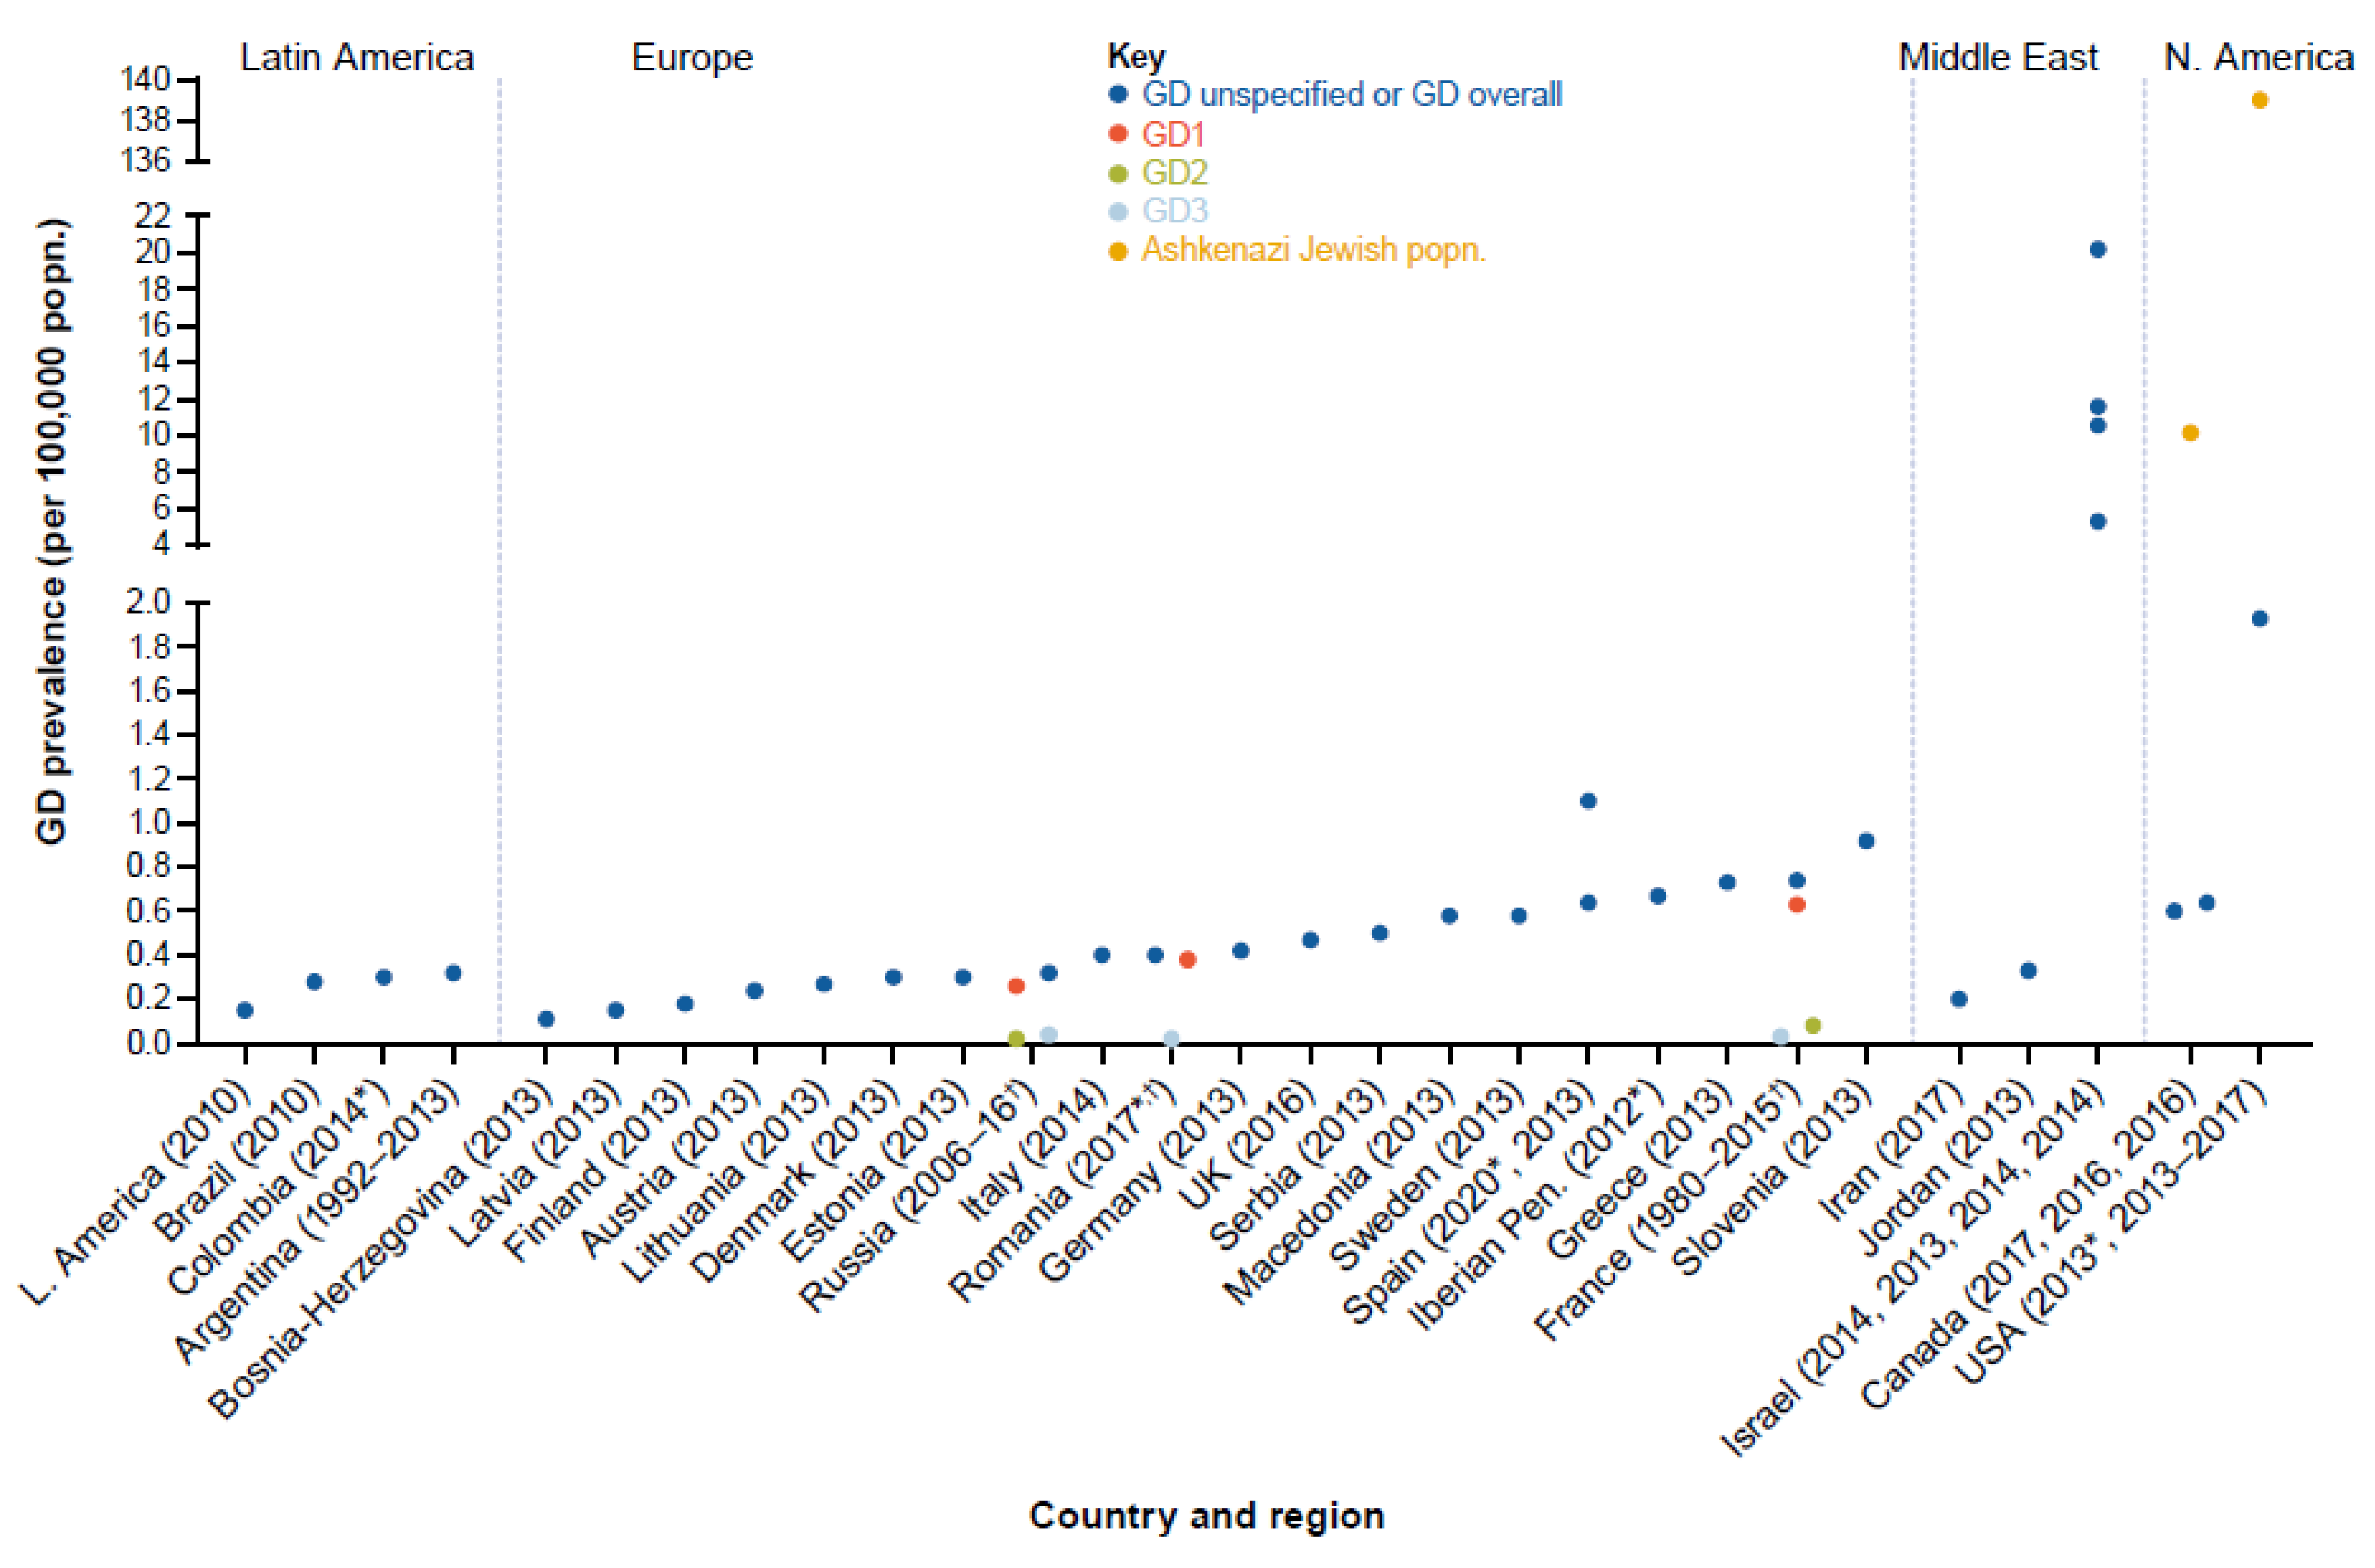 Latin America
Europe
Key
Middle East
N. America
GD unspecified or GD overall
GD1
GD2
GD3
Ashkenazi Jewish popn.
GD prevalence (per 100,000 popn.)
140
138
136
22
20
18
16
14
12
10
8
6
4
2.0
1.8
1.6
1.4
1.2
1.0
0.8
0.6
0.4
0.2
0.0
L. America (2010)
Brazil (2010)
Colombia (2014*)
Argentina (1992–2013)
Bosnia-Herzegovina (2013)
Latvia (2013)
Finland (2013)
Austria (2013)
Lithuania (2013)
Denmark (2013)
Estonia (2013)
Russia (2006–16†)
Italy (2014)
Romania (2017*,†)
Germany (2013)
UK (2016)
Serbia (2013)
Macedonia (2013)
Sweden (2013)
Spain (2020*, 2013)
Iberian Pen. (2012*)
Greece (2013)
France (1980–2015†)
Slovenia (2013)
Iran (2017)
Jordan (2013)
Israel (2014, 2013, 2014, 2014)
Canada (2017, 2016, 2016)
USA (2013*, 2013–2017)
Country and region